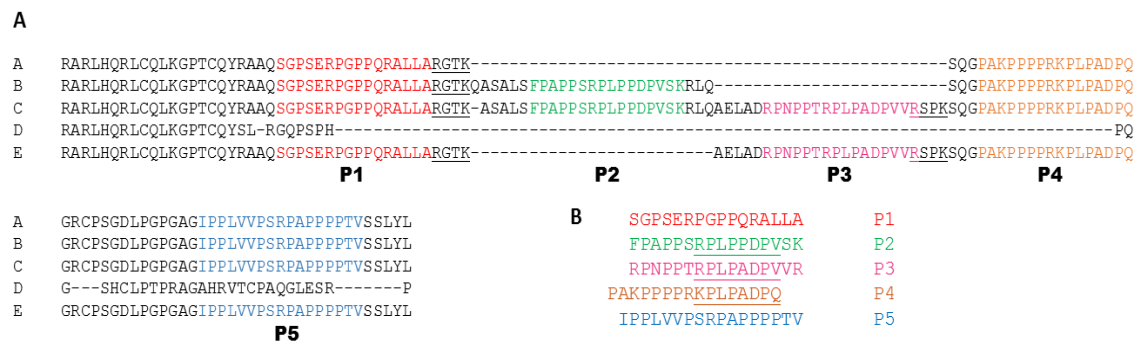 A
A RARLHQRLCQLKGPTCQYRAAQSGPSERPGPPQRALLARGTK-------------------------------------------------SQGPAKPPPPRKPLPADPQ
B RARLHQRLCQLKGPTCQYRAAQSGPSERPGPPQRALLARGTKQASALSFPAPPSRPLPPDPVSKRLQ------------------------SQGPAKPPPPRKPLPADPQ
C RARLHQRLCQLKGPTCQYRAAQSGPSERPGPPQRALLARGTK-ASALSFPAPPSRPLPPDPVSKRLQAELADRPNPPTRPLPADPVVRSPKSQGPAKPPPPRKPLPADPQ
D RARLHQRLCQLKGPTCQYSL-RGQPSPH--------------------------------------------------------------------------------PQ
E RARLHQRLCQLKGPTCQYRAAQSGPSERPGPPQRALLARGTK-------------------------AELADRPNPPTRPLPADPVVRSPKSQGPAKPPPPRKPLPADPQ
P1 P2 P3 P4
A GRCPSGDLPGPGAGIPPLVVPSRPAPPPPTVSSLYL
B GRCPSGDLPGPGAGIPPLVVPSRPAPPPPTVSSLYL
C GRCPSGDLPGPGAGIPPLVVPSRPAPPPPTVSSLYL
D G---SHCLPTPRAGAHRVTCPAQGLESR-------P
E GRCPSGDLPGPGAGIPPLVVPSRPAPPPPTVSSLYL
P5
B
SGPSERPGPPQRALLA P1
FPAPPSRPLPPDPVSK P2
RPNPPTRPLPADPVVR P3
PAKPPPPRKPLPADPQ P4
IPPLVVPSRPAPPPPTV P5